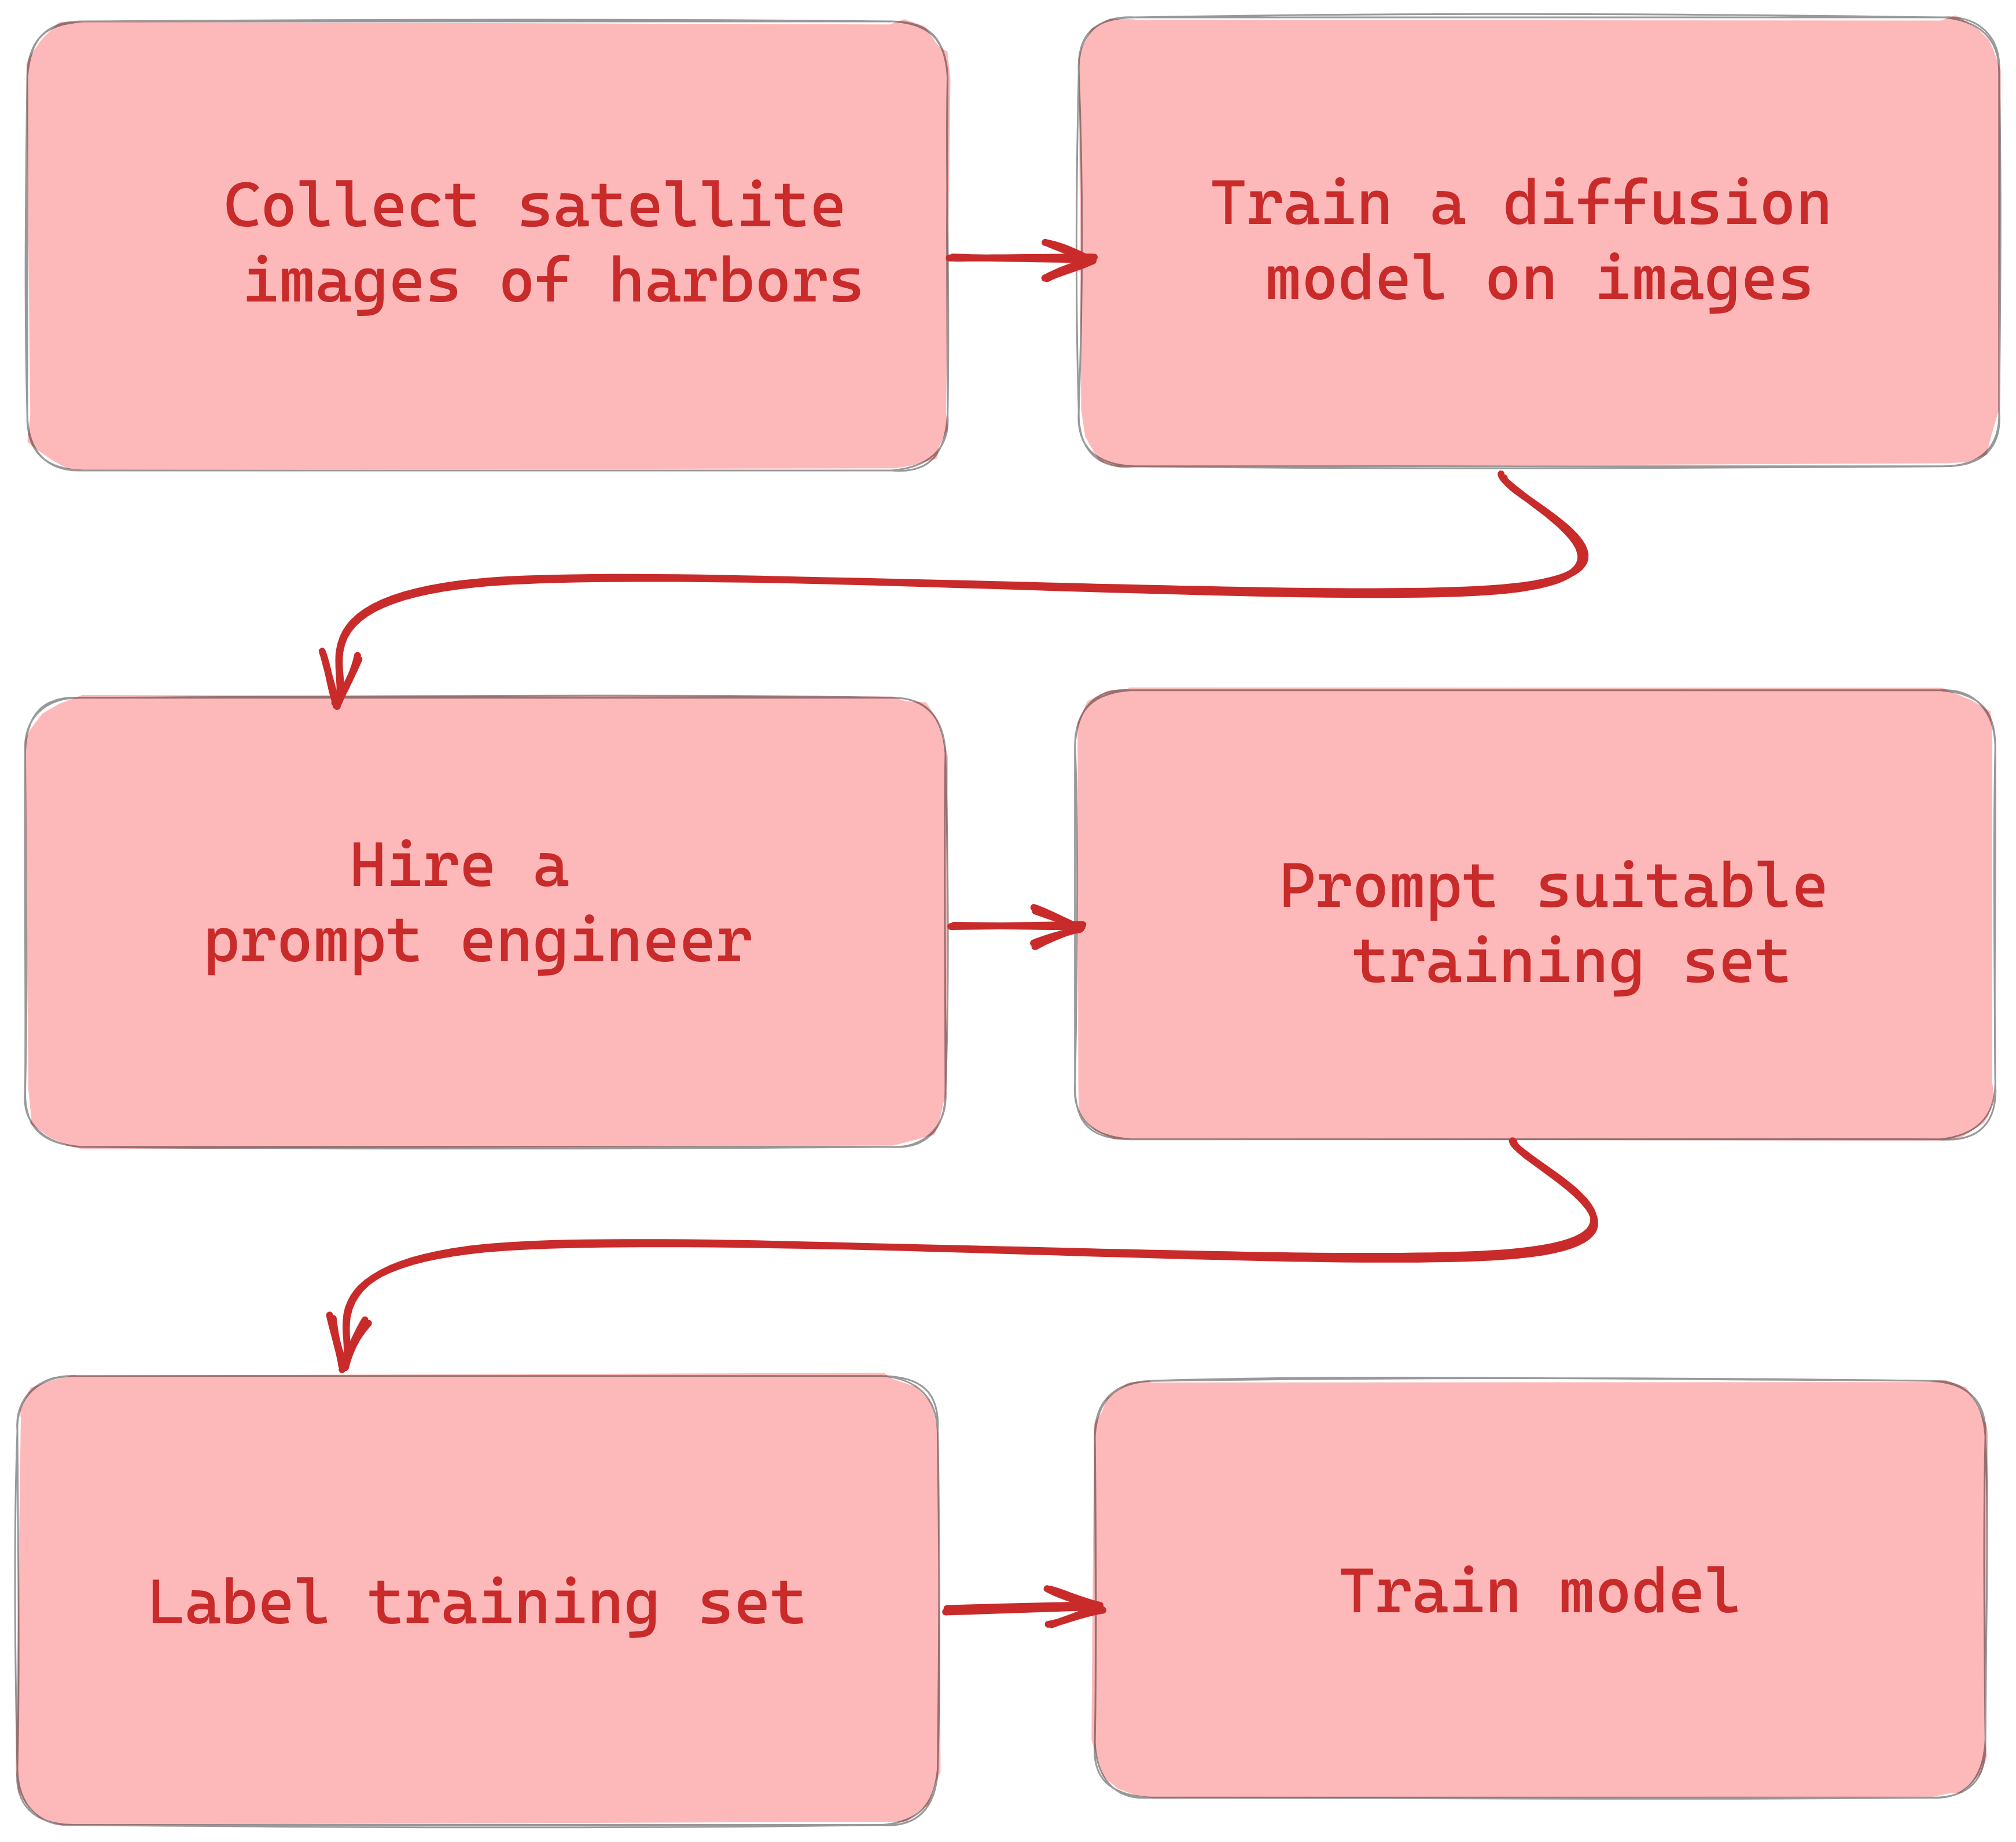 Collect satellite
images of harbors
Train a diffusion
model on images
Hire a
prompt engineer
Prompt suitable
training set
Label training set
Train model